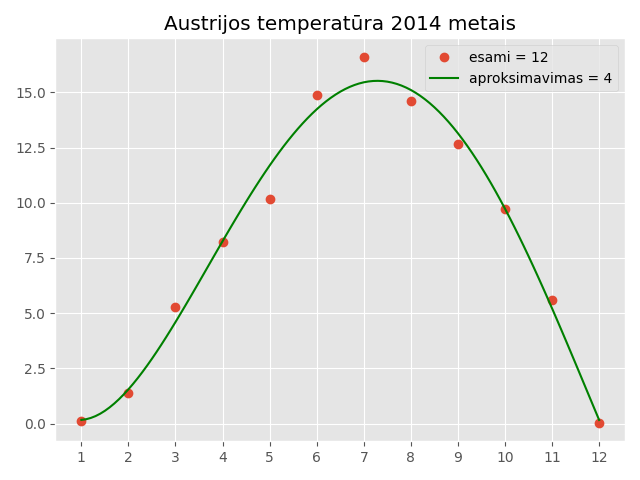 Austrijos temperatūra 2014 metais
esami = 12
aproksimavimas = 4
15.0
12.5
10.0
7.5
5.0
2.5
0.0
1 2 3 4 5 6 7 8 9 10 11 12